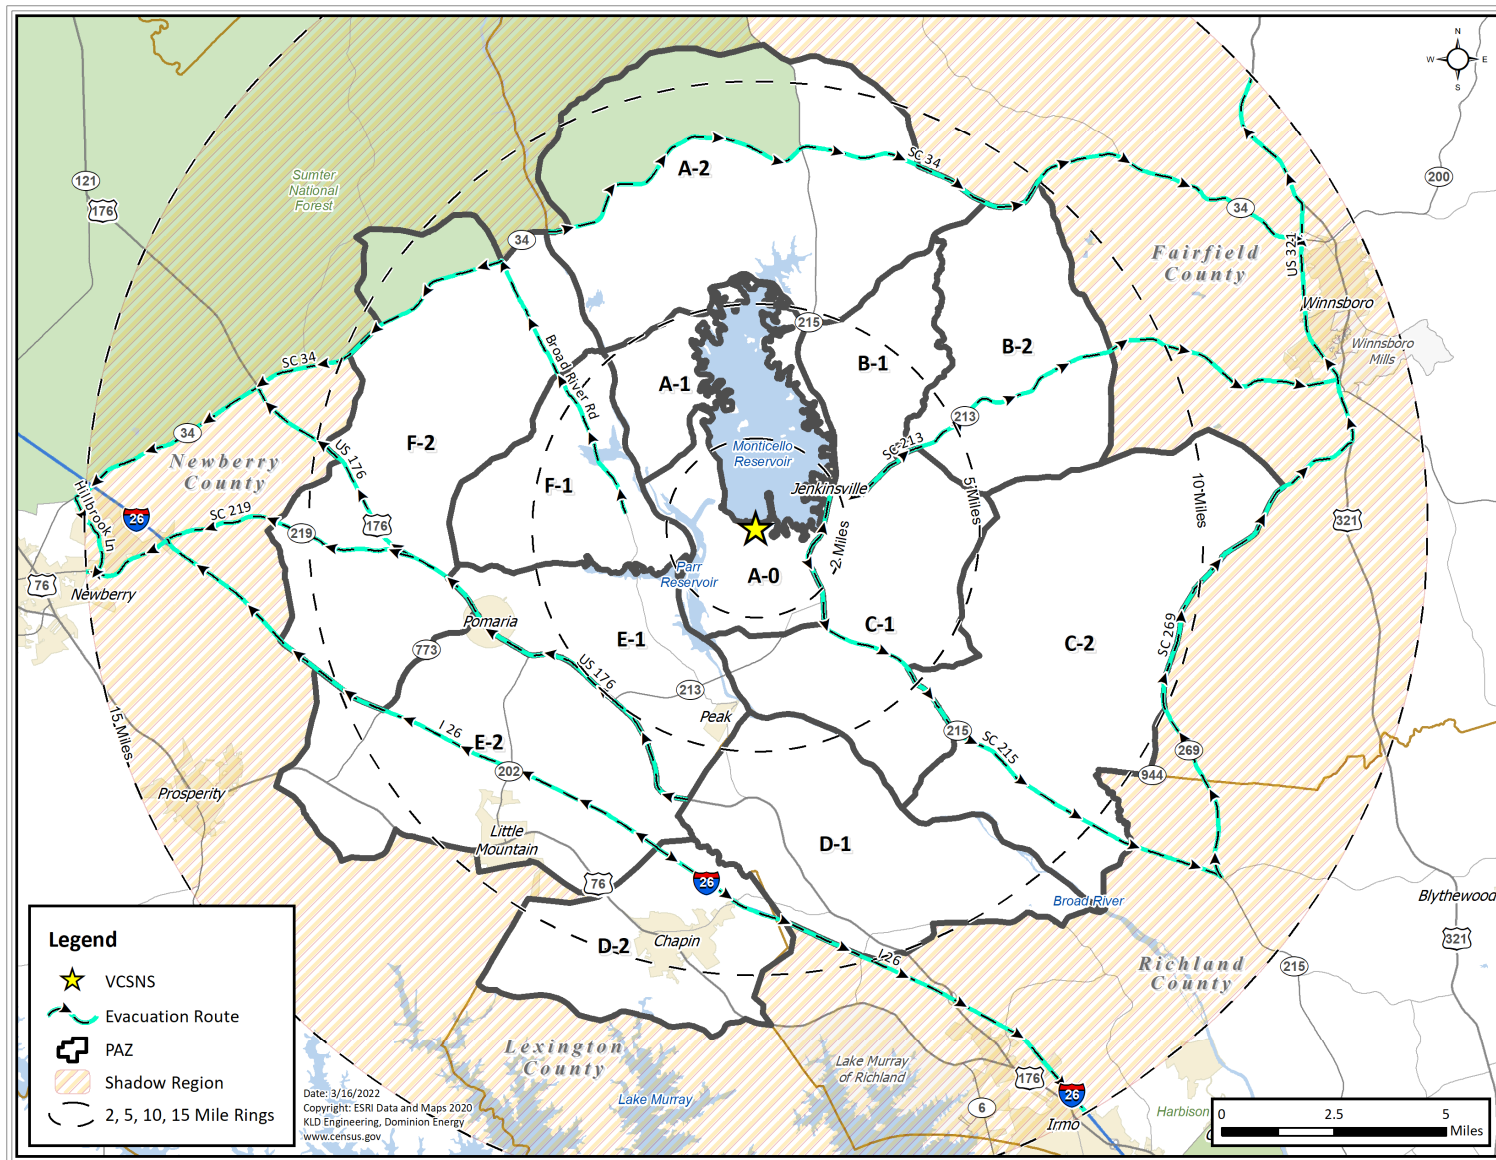 N
W
E
S
121
176
Sumter
National
Forest
A-2
SC 34
34
200
34
Fairfield
County
US 321
Winnsboro
Winnsboro
Mills
215
Broad River Rd
A-1
B-1
B-2
SC 34
34
Newberry
County
F-2
US 176
Monticello
Reservoir
SC-213
213
F-1
Jenkinsville
5 Miles
10 Miles
Hillbrook Ln
26
SC 219
219
176
321
2 Miles
76
Newberry
Parr
Reservoir
A-0
Pomaria
773
E-1
C-1
C-2
SC 269
US 176
213
Peak
15 Miles
I 26
E-2
202
215
SC 215
269
944
Prosperity
Little
Mountain
D-1
76
26
Broad River
Blythewood
321
D-2
Chapin
I-26
Richland
County
215
Lexington
County
Lake Murray
of Richland
176
26
6
Lake Murray
Irmo
Harbison
Legend
VCSNS
Evacuation Route
PAZ
Shadow Region
2, 5, 10, 15 Mile Rings
Date: 3/16/2022
Copyright: ESRI Data and Maps 2020
KLD Engineering, Dominion Energy
www.census.gov
0
2.5
5
Miles